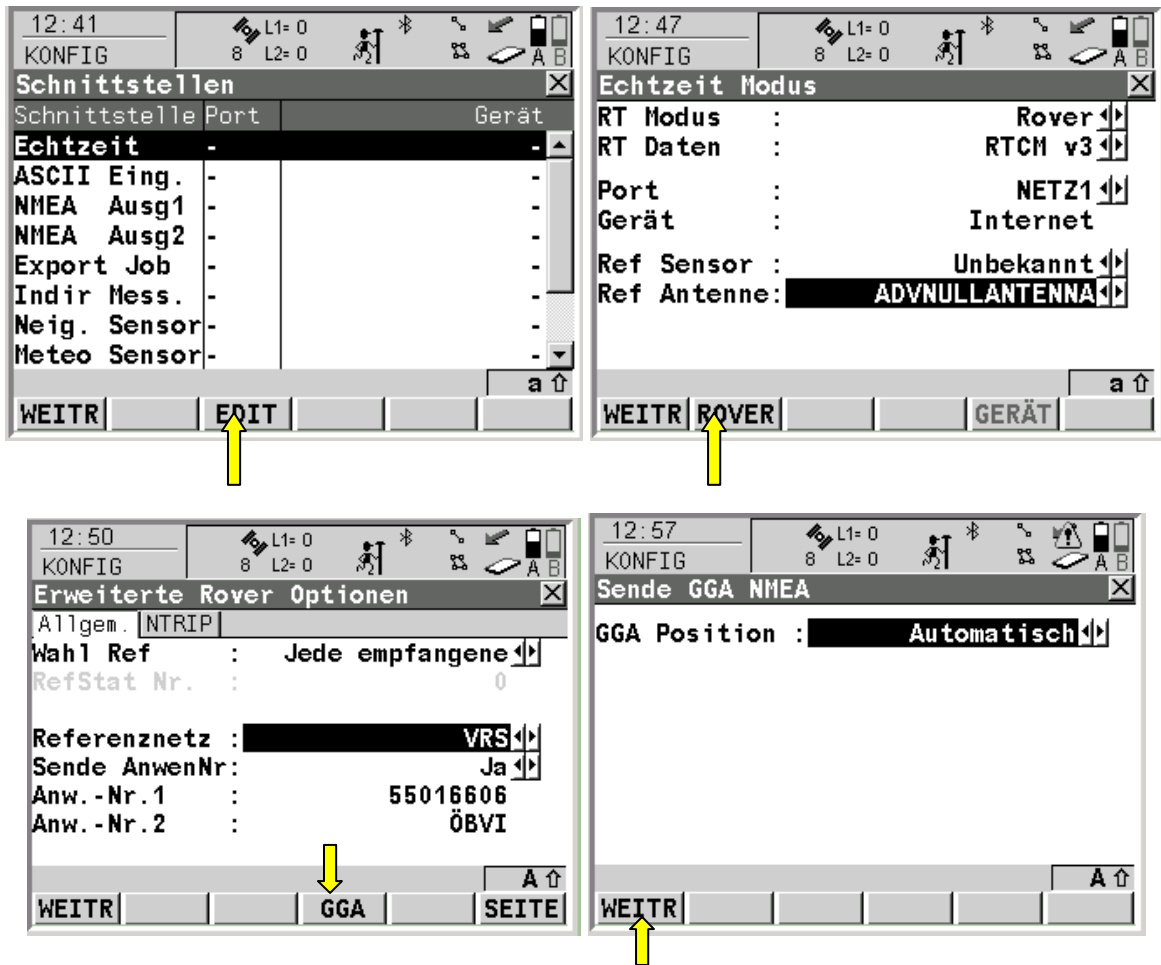 12:41
KONFIG
L1= 0
8 L2= 0
2
A B
Schnittstellen
Schnittstelle Port Gerät
Echtzeit - -
ASCII Eing. - -
NMEA Ausg1 - -
NMEA Ausg2 - -
Export Job - -
Indir Mess. - -
Neig. Sensor - -
Meteo Sensor - -
a
WEITR EDIT
12:47
KONFIG
L1= 0
8 L2= 0
2
A B
Echtzeit Modus
RT Modus : Rover
RT Daten : RTCM v3
Port : NETZ1
Gerät : Internet
Ref Sensor : Unbekannt
Ref Antenne: ADVNULLANTENNA
a
WEITR ROVER GERÄT
12:50
KONFIG
L1= 0
8 L2= 0
2
A B
Erweiterte Rover Optionen
Allgem. NTRIP
Wahl Ref : Jede empfangene
RefStat Nr. : 0
Referenznetz : VRS
Sende AnwenNr: Ja
Anw.-Nr.1 : 55016606
Anw.-Nr.2 : ÖBVI
A
WEITR GGA SEITE
12:57
KONFIG
L1= 0
8 L2= 0
2
A B
Sende GGA NMEA
GGA Position : Automatisch
A
WEITR